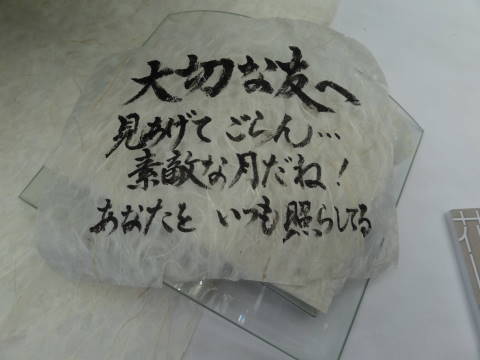 大切な友へ
見あげて ごらん…
素敵な月だね！
あなたを いつも照らしてる